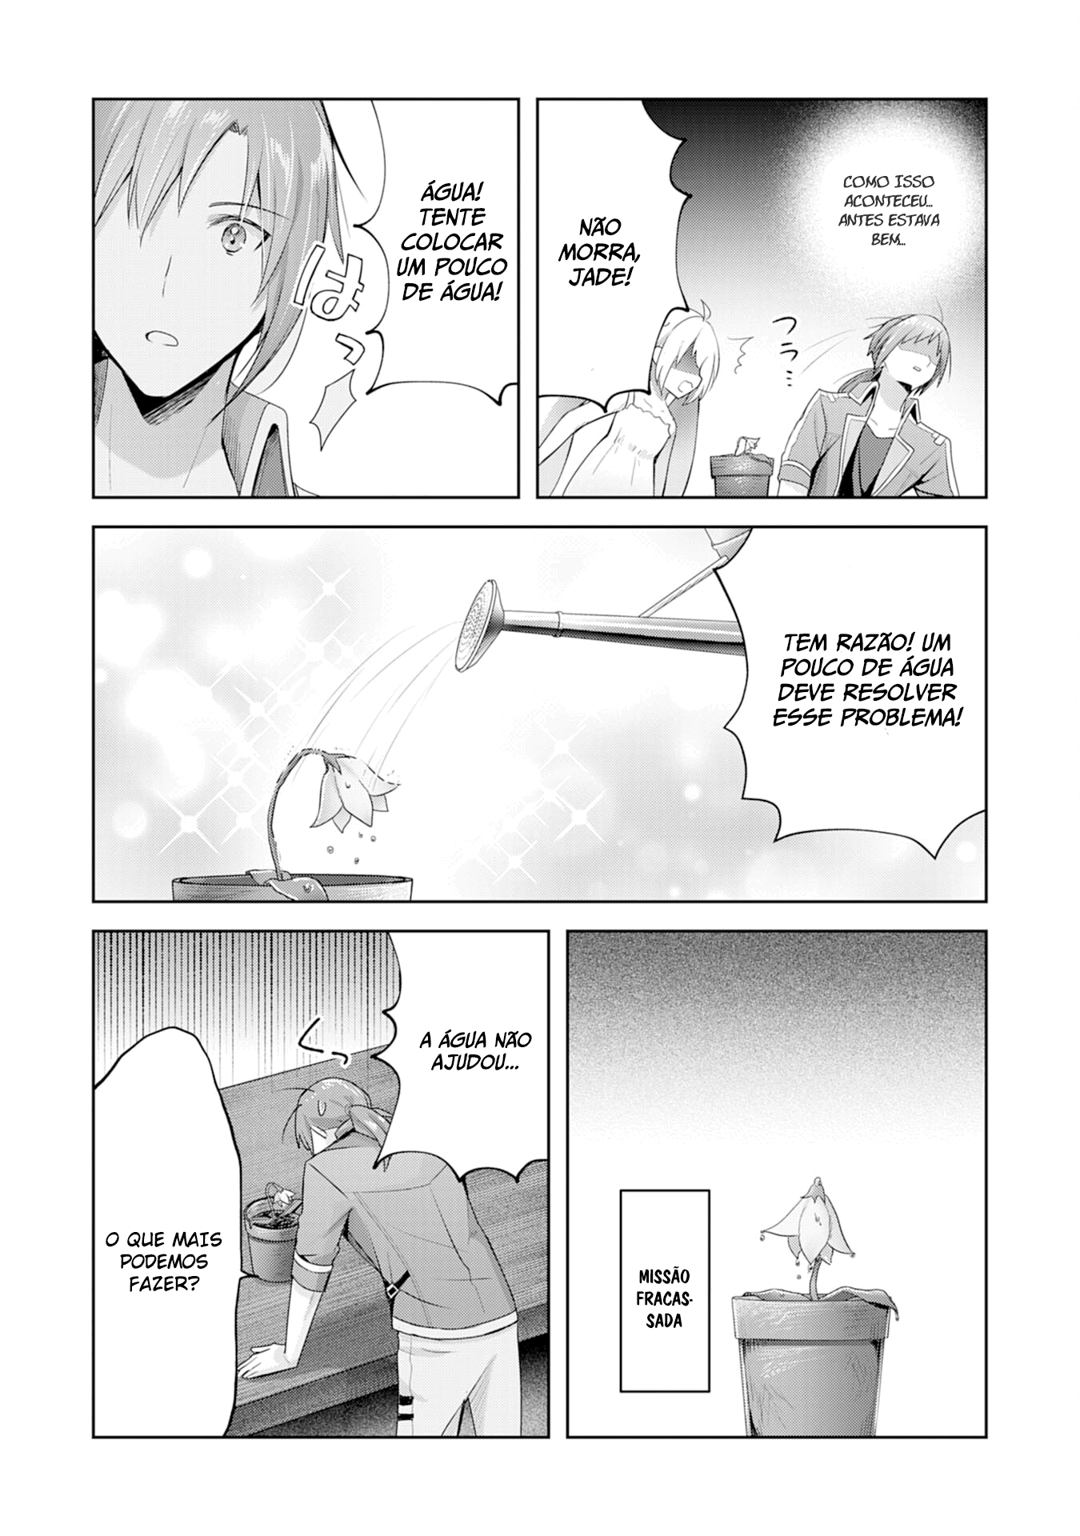 COMO ISSO
ACONTECEU...
ANTES ESTAVA
BEM...
NÃO
MORRA,
JADE!
ÁGUA!
TENTE
COLOCAR
UM POUCO
DE ÁGUA!
はっ
TEM RAZÃO! UM
POUCO DE ÁGUA
DEVE RESOLVER
ESSE PROBLEMA!
MISSÃO
FRACAS-
SADA
A ÁGUA NÃO
AJUDOU...
くっ
O QUE MAIS
PODEMOS
FAZER?